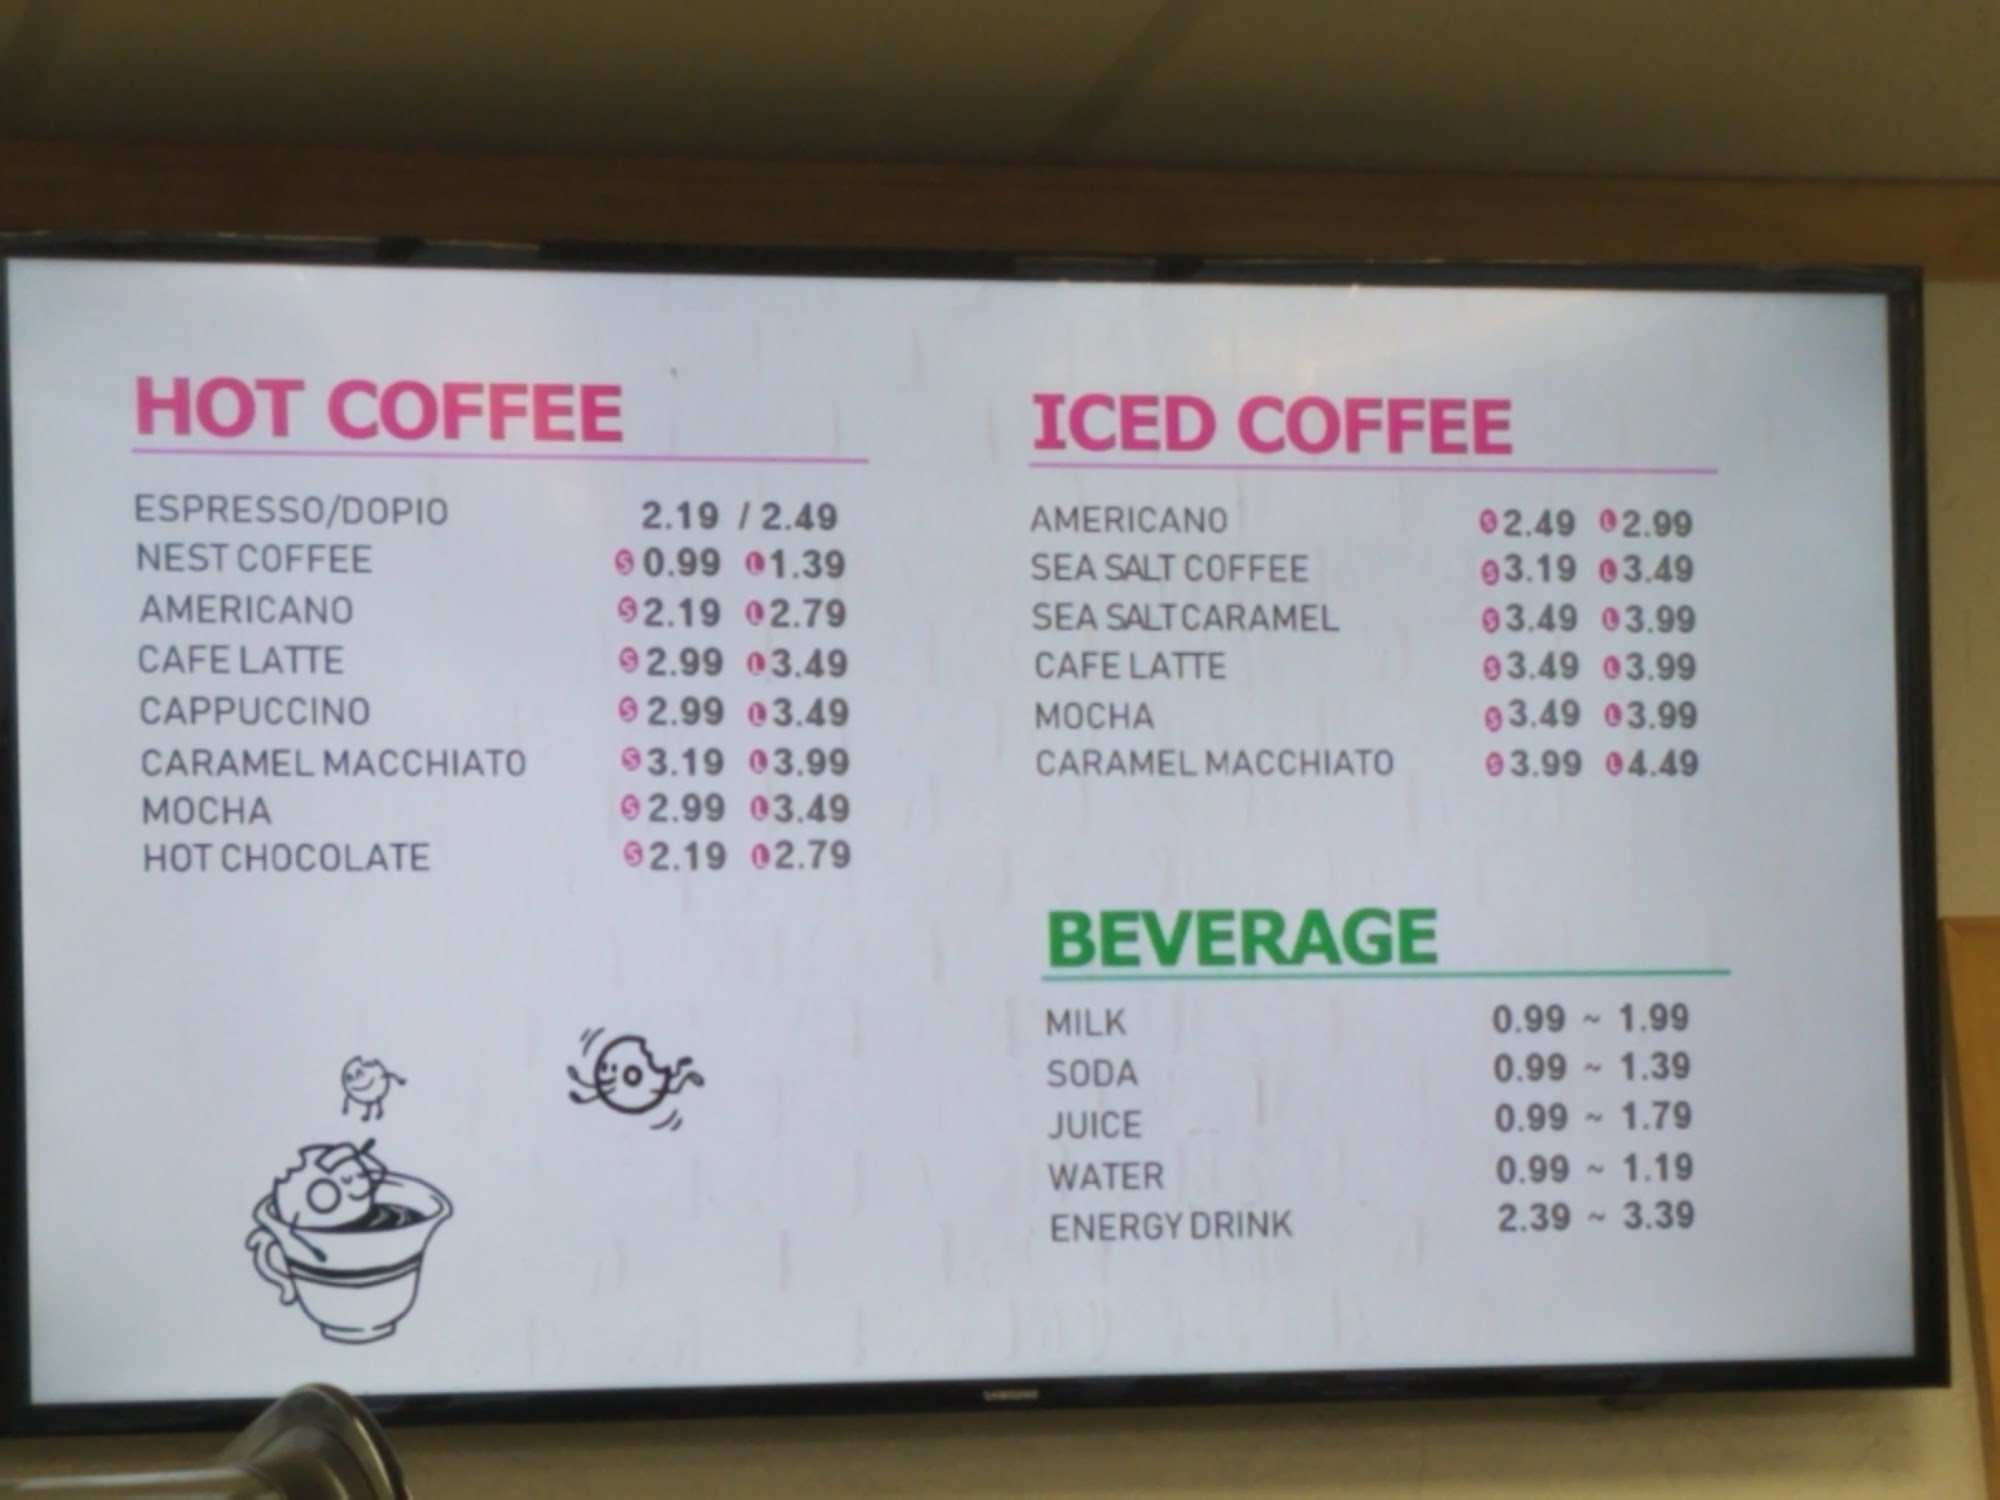 HOT COFFEE
ESPRESSO/DOPIO 2.19 / 2.49
NEST COFFEE S 0.99 L 1.39
AMERICANO S 2.19 L 2.79
CAFE LATTE S 2.99 L 3.49
CAPPUCCINO S 2.99 L 3.49
CARAMEL MACCHIATO S 3.19 L 3.99
MOCHA S 2.99 L 3.49
HOT CHOCOLATE S 2.19 L 2.79
ICED COFFEE
AMERICANO S 2.49 L 2.99
SEA SALT COFFEE S 3.19 L 3.49
SEA SALT CARAMEL S 3.49 L 3.99
CAFE LATTE S 3.49 L 3.99
MOCHA S 3.49 L 3.99
CARAMEL MACCHIATO S 3.99 L 4.49
BEVERAGE
MILK 0.99 ~ 1.99
SODA 0.99 ~ 1.39
JUICE 0.99 ~ 1.79
WATER 0.99 ~ 1.19
ENERGY DRINK 2.39 ~ 3.39
SAMSUNG